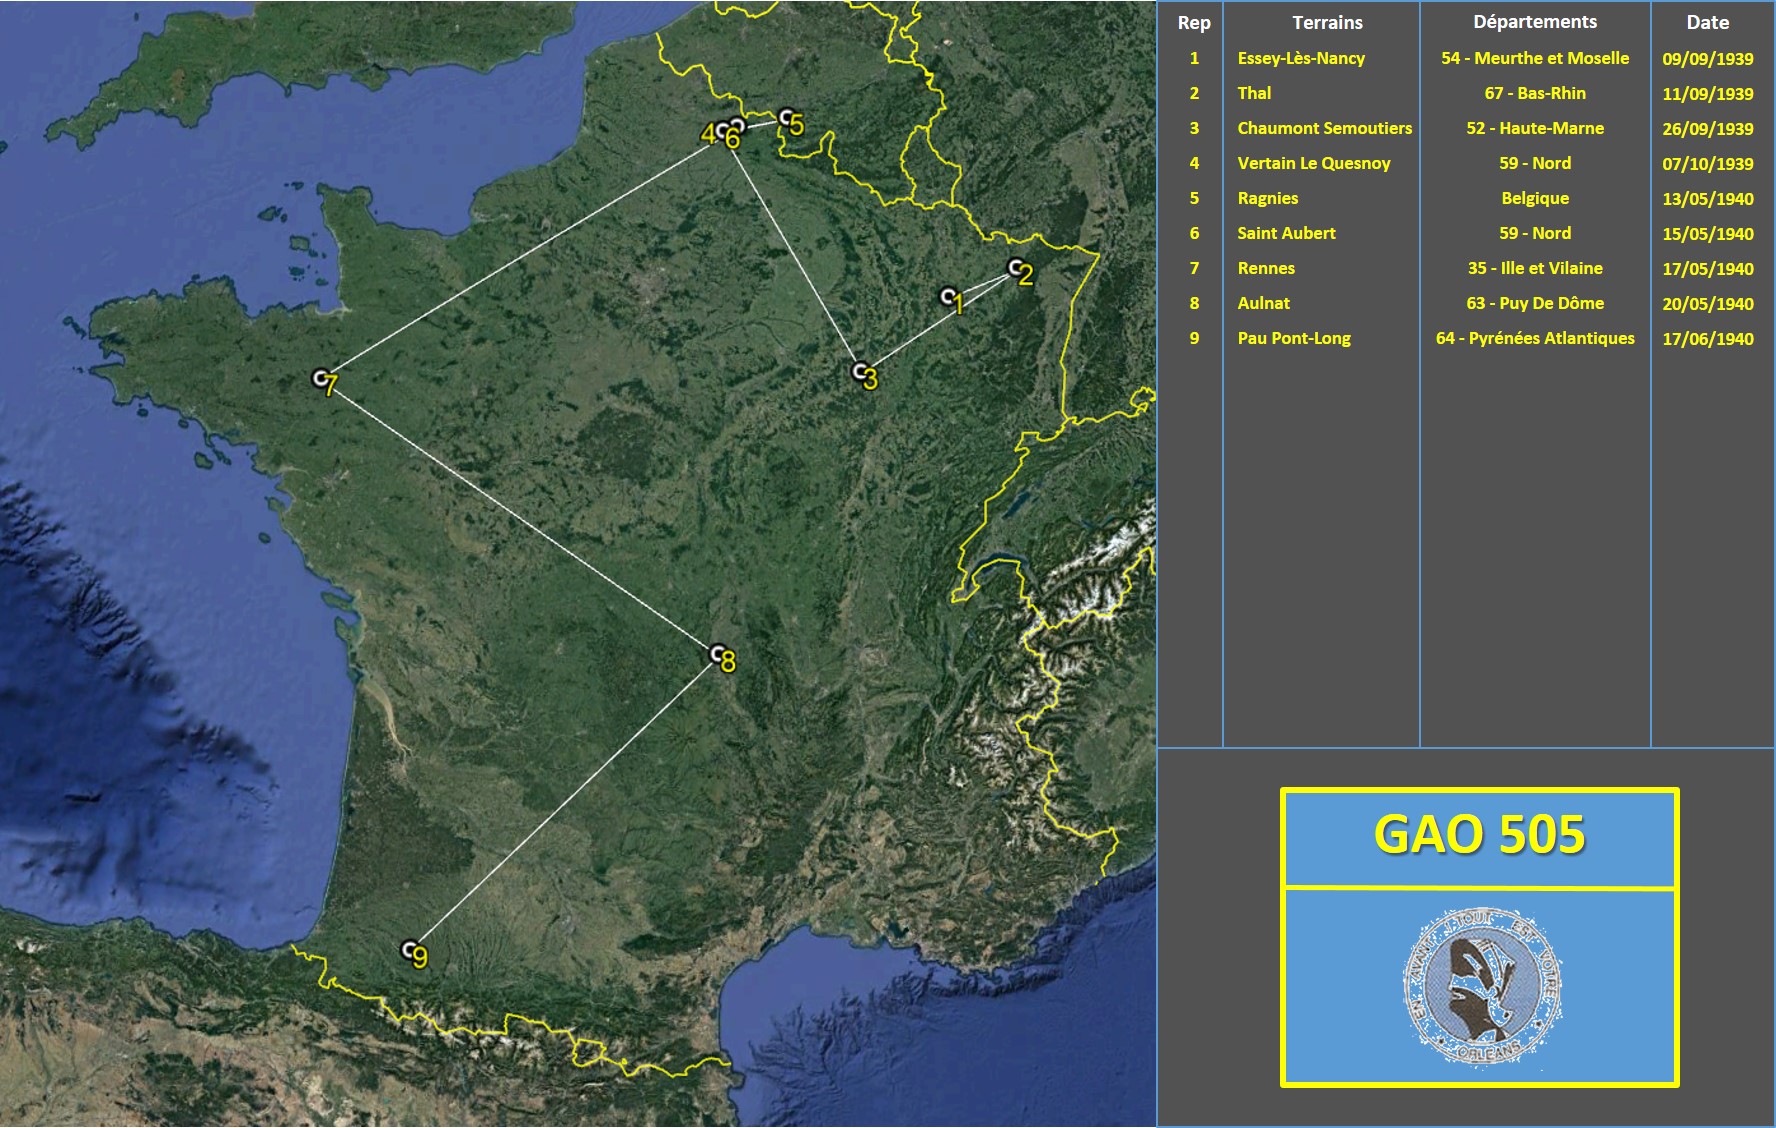 Rep Terrains Départements Date
1 Essey-Lès-Nancy 54 - Meurthe et Moselle 09/09/1939
2 Thal 67 - Bas-Rhin 11/09/1939
3 Chaumont Semoutiers 52 - Haute-Marne 26/09/1939
4 Vertain Le Quesnoy 59 - Nord 07/10/1939
5 Ragnies Belgique 13/05/1940
6 Saint Aubert 59 - Nord 15/05/1940
7 Rennes 35 - Ille et Vilaine 17/05/1940
8 Aulnat 63 - Puy De Dôme 20/05/1940
9 Pau Pont-Long 64 - Pyrénées Atlantiques 17/06/1940
5
4
6
2
1
3
7
8
9
GAO 505
EN AVANT TOUT EST VOTRE
ORLEANS